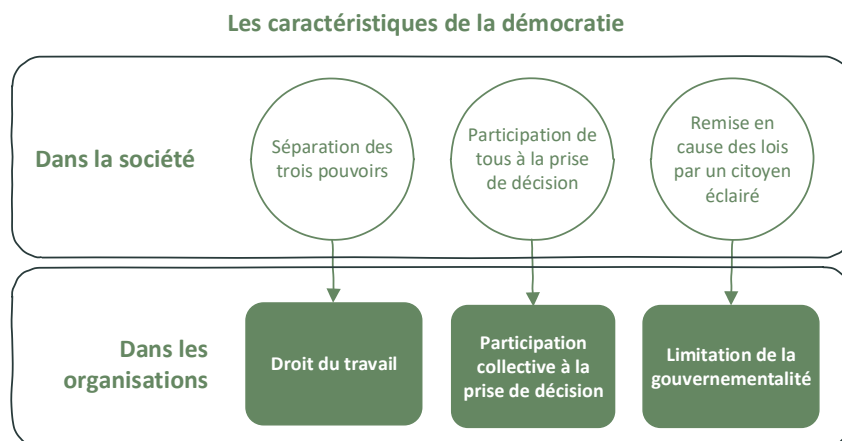 Les caractéristiques de la démocratie
Dans la société
Séparation des
trois pouvoirs
Participation de
tous à la prise
de décision
Remise en
cause des lois
par un citoyen
éclairé
Dans les
organisations
Droit du travail
Participation
collective à la
prise de décision
Limitation de la
gouvernementalité